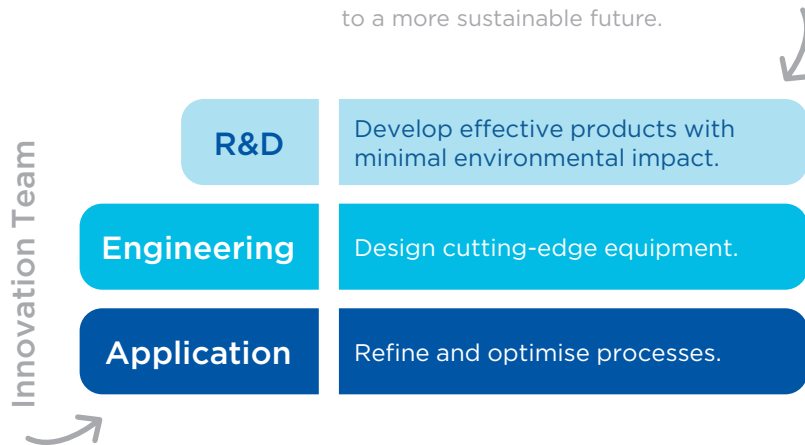 to a more sustainable future.
Innovation Team
R&D
Develop effective products with
minimal environmental impact.
Engineering
Design cutting-edge equipment.
Application
Refine and optimise processes.